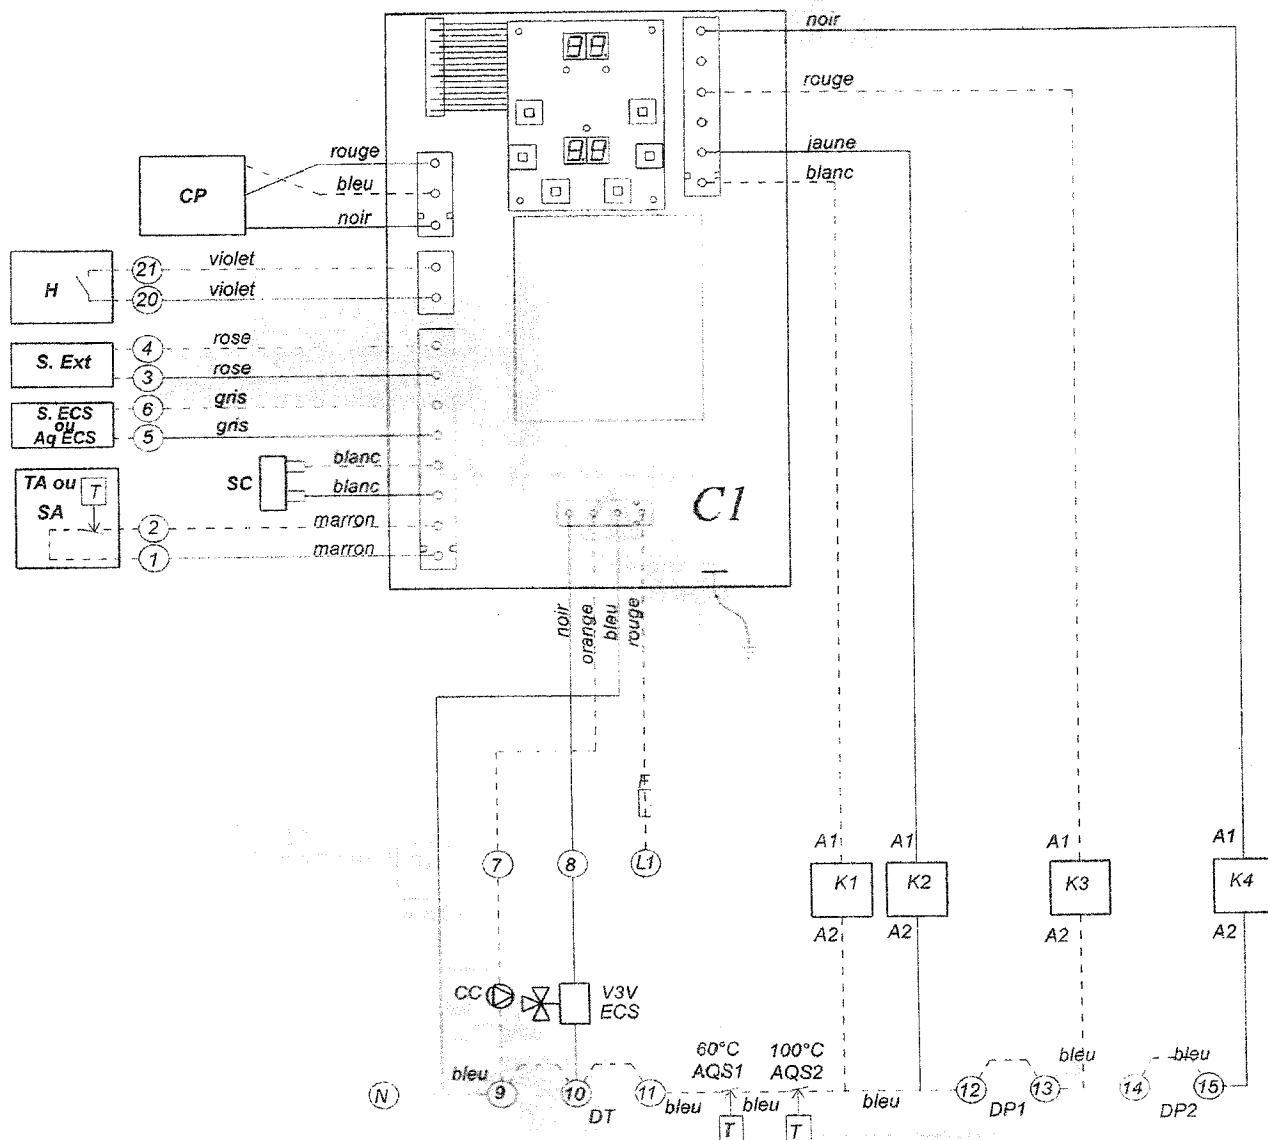 noir
rouge
jaune
blanc
88
88
rouge
bleu
noir
CP
violet
violet
21
20
H
rose
rose
4
3
S. Ext
gris
gris
6
5
S. ECS
ou
Aq ECS
blanc
blanc
SC
TA ou
T
SA
marron
marron
2
1
C1
noir
orange
bleu
rouge
F
7
8
L1
A1
A1
A1
A1
K1
K2
K3
K4
A2
A2
A2
A2
CC
V3V
ECS
60°C
AQS1
100°C
AQS2
N
bleu
9
10
DT
11
bleu
bleu
bleu
T
T
12
DP1
13
bleu
14
bleu
15
DP2